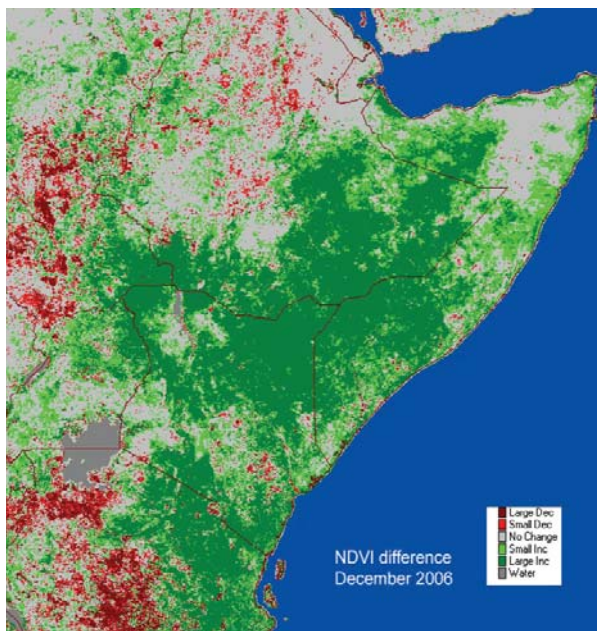 Large Dec
Small Dec
No Change
Small Inc
Large Inc
Water
NDVI difference
December 2006